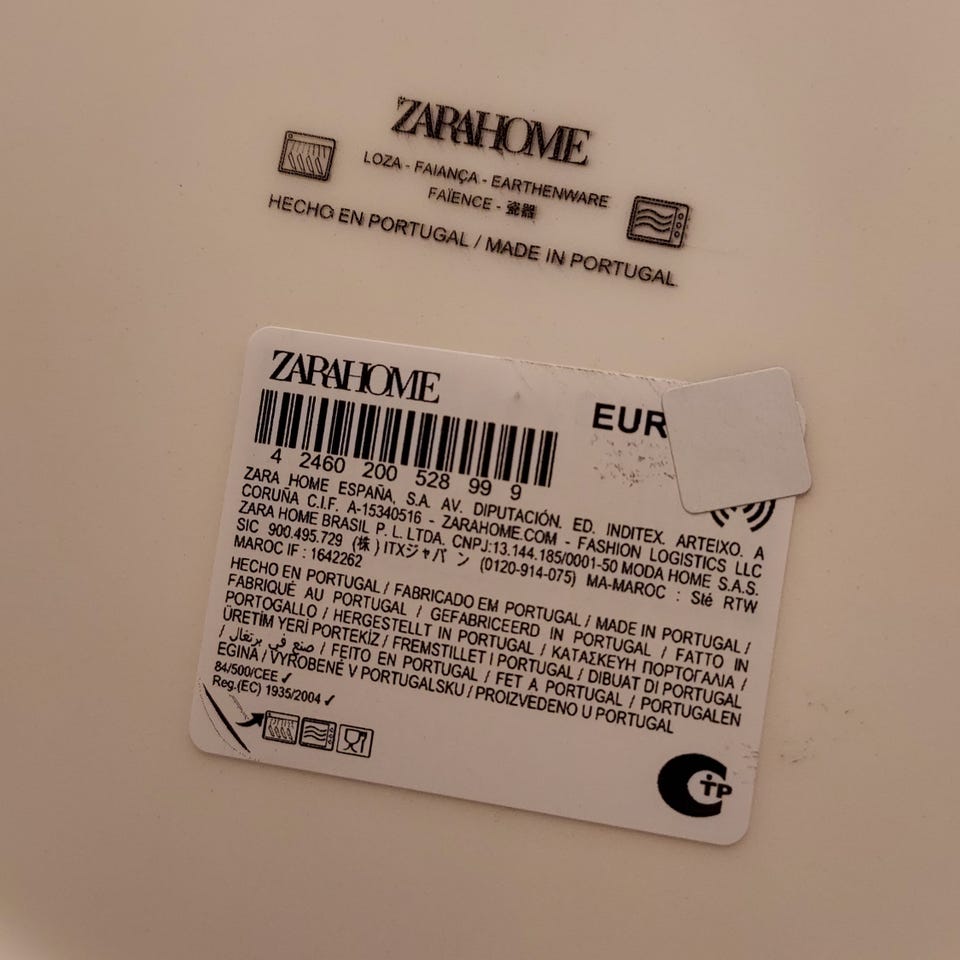 ZARAHOME
LOZA - FAIANÇA - EARTHENWARE
FAÏENCE - 瓷器
HECHO EN PORTUGAL / MADE IN PORTUGAL
ZARAHOME
EUR
4 2460 200 528 99 9
ZARA HOME ESPAÑA, S.A. AV. DIPUTACIÓN. ED. INDITEX. ARTEIXO. A
CORUÑA C.I.F. A-15340516 - ZARAHOME.COM - FASHION LOGISTICS LLC
ZARA HOME BRASIL P. L. LTDA. CNPJ:13.144.185/0001-50 MODA HOME S.A.S.
SIC 900.495.729 (株) ITXジャパン (0120-914-075) MA-MAROC : Sté RTW
MAROC IF : 1642262
HECHO EN PORTUGAL / FABRICADO EM PORTUGAL / MADE IN PORTUGAL /
FABRIQUÉ AU PORTUGAL / GEFABRICEERD IN PORTUGAL / FATTO IN
PORTOGALLO / HERGESTELLT IN PORTUGAL / ΚΑΤΑΣΚΕΥΗ ΠΟΡΤΟΓΑΛΙΑ /
ÜRETİM YERİ PORTEKİZ / FREMSTILLET I PORTUGAL / DIBUAT DI PORTUGAL
/ صنع في برتغال / FEITO EN PORTUGAL / FET A PORTUGAL / PORTUGALEN
EGINA / VYROBENÉ V PORTUGALSKU / PROIZVEDENO U PORTUGAL
84/500/CEE ✓
Reg.(EC) 1935/2004 ✓
CTP